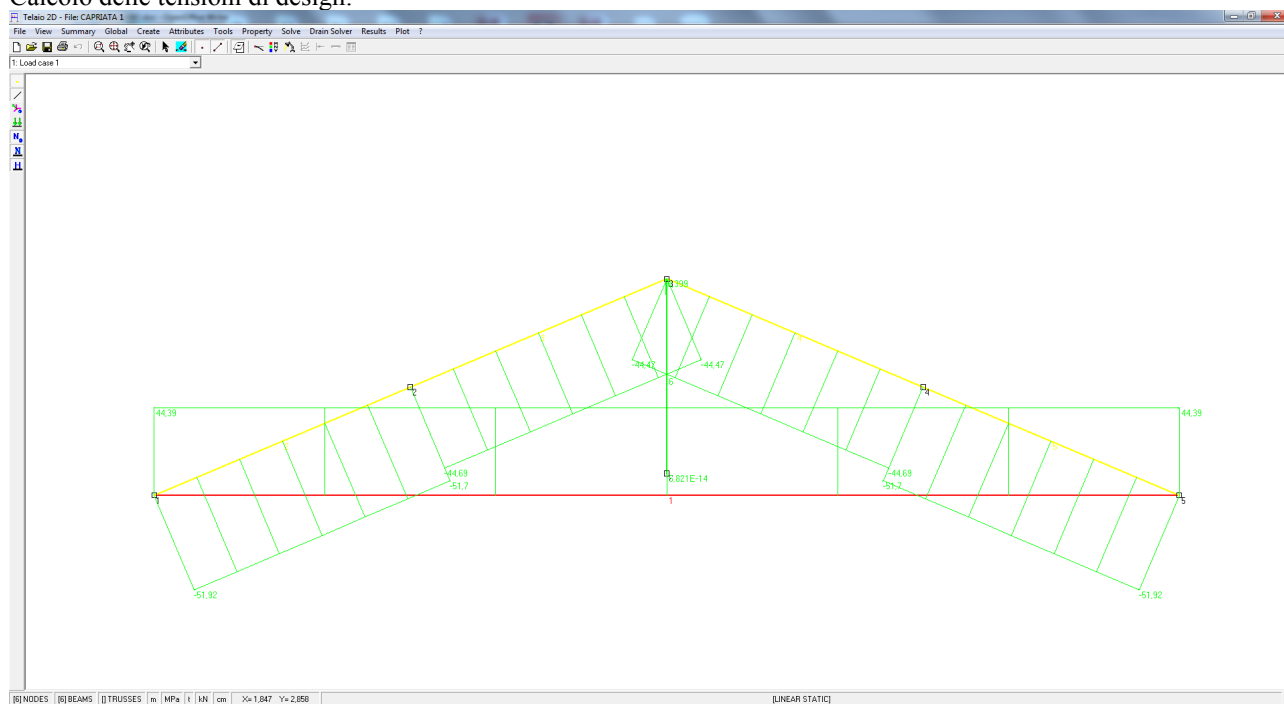 Calcolo delle tensioni di design.
Telaio 2D - File: CAPRIATA 1
File View Summary Global Create Attributes Tools Property Solve Drain Solver Results Plot ?
1: Load case 1
3
44,47
-44,47
6
2
4
44,39
44,39
-44,69
-44,69
-51,7
-51,7
6,821E-14
1
1
5
-51,92
-51,92
[6] NODES [6] BEAMS [] TRUSSES m MPa t kN cm X= 1,847 Y= 2,858 [LINEAR STATIC]